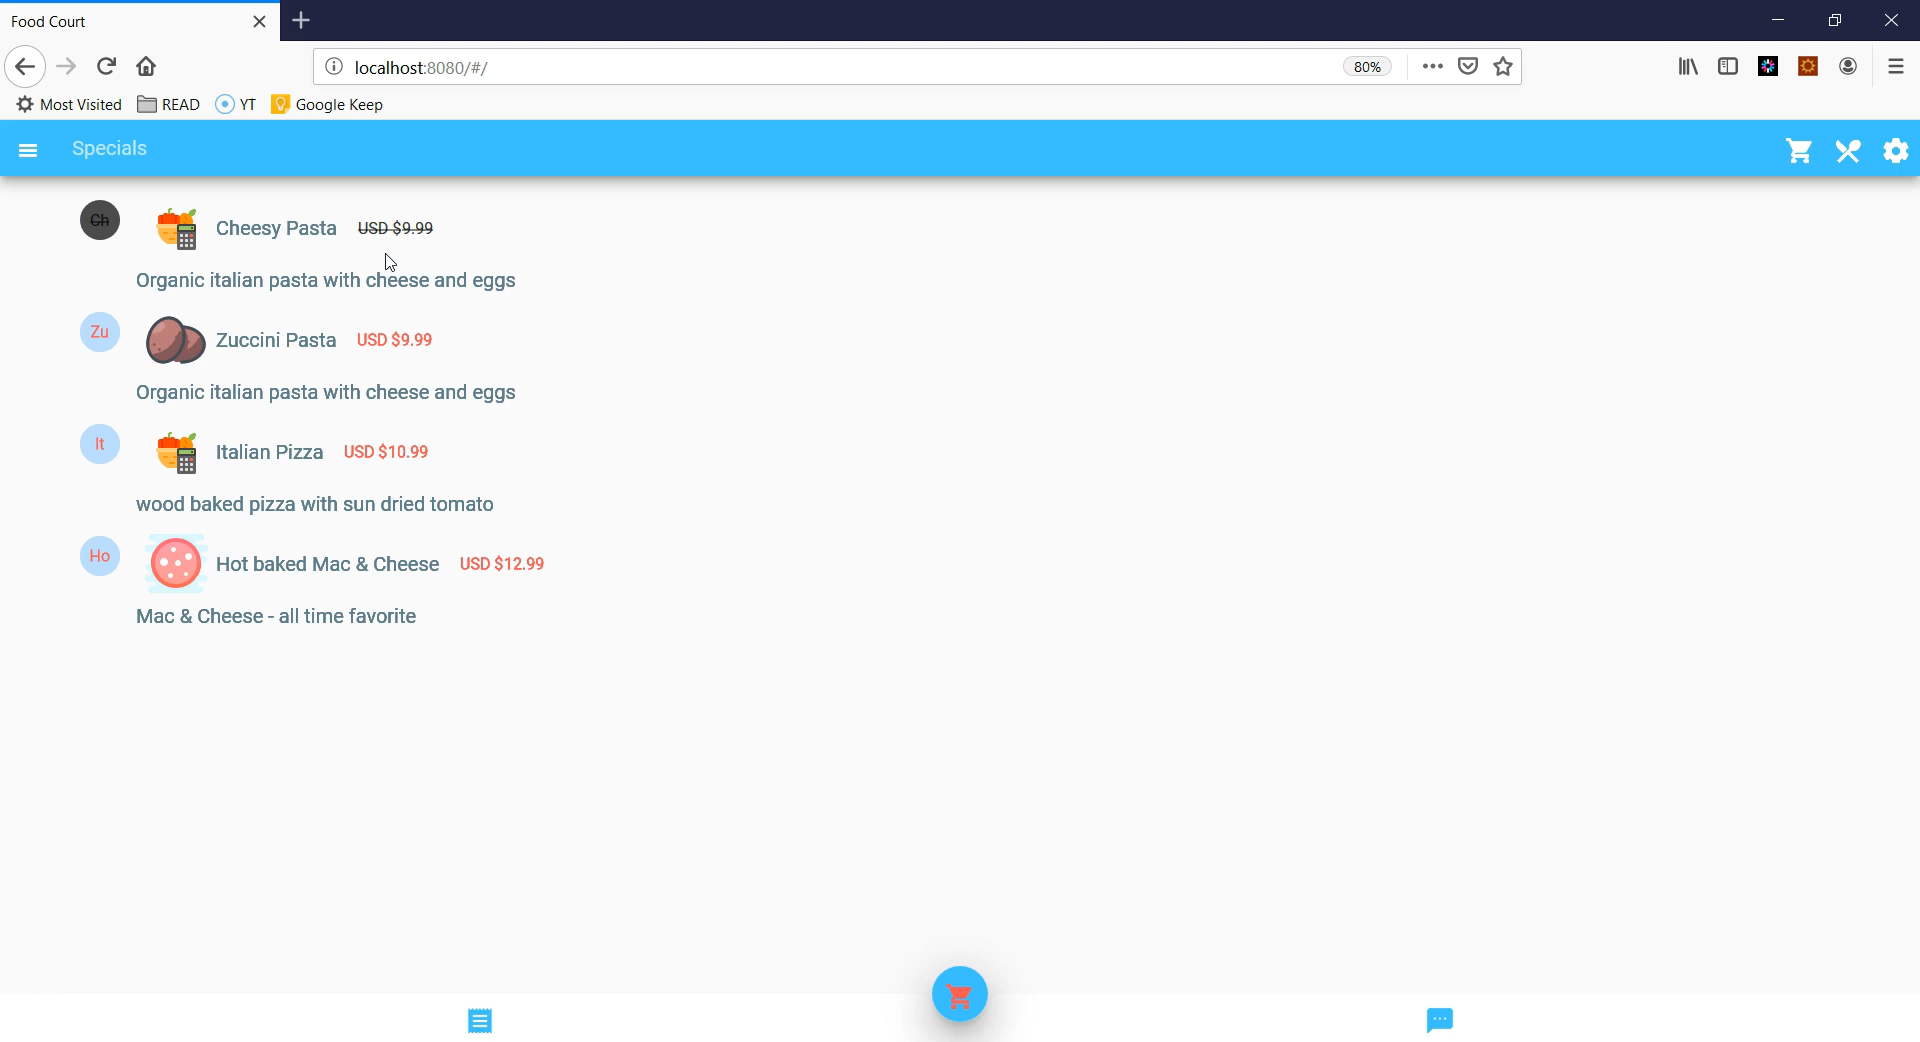 Food Court
localhost:8080/#/
80%
Most Visited READ YT Google Keep
Specials
Ch Cheesy Pasta USD $9.99
Organic italian pasta with cheese and eggs
Zu Zuccini Pasta USD $9.99
Organic italian pasta with cheese and eggs
It Italian Pizza USD $10.99
wood baked pizza with sun dried tomato
Ho Hot baked Mac & Cheese USD $12.99
Mac & Cheese - all time favorite